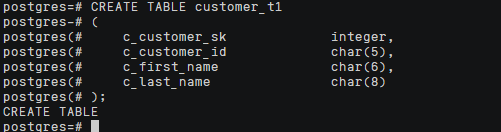 postgres=# CREATE TABLE customer_t1
postgres-# (
postgres(#     c_customer_sk             integer,
postgres(#     c_customer_id             char(5),
postgres(#     c_first_name              char(6),
postgres(#     c_last_name               char(8)
postgres(# );
CREATE TABLE
postgres=#